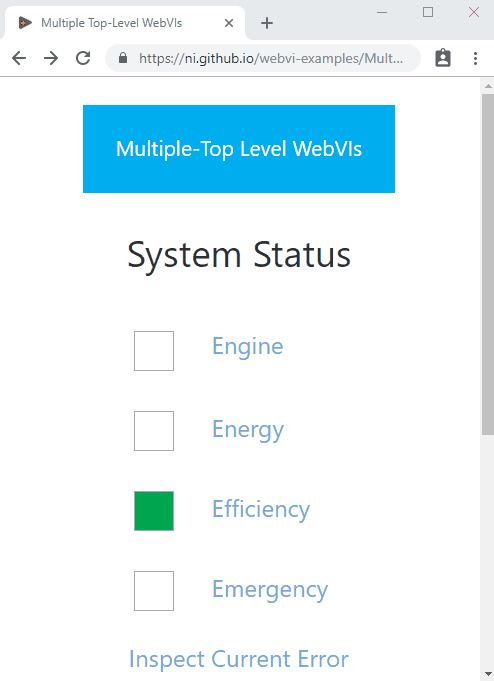 Multiple Top-Level WebVIs
https://ni.github.io/webvi-examples/Mult...
Multiple-Top Level WebVIs
System Status
Engine
Energy
Efficiency
Emergency
Inspect Current Error